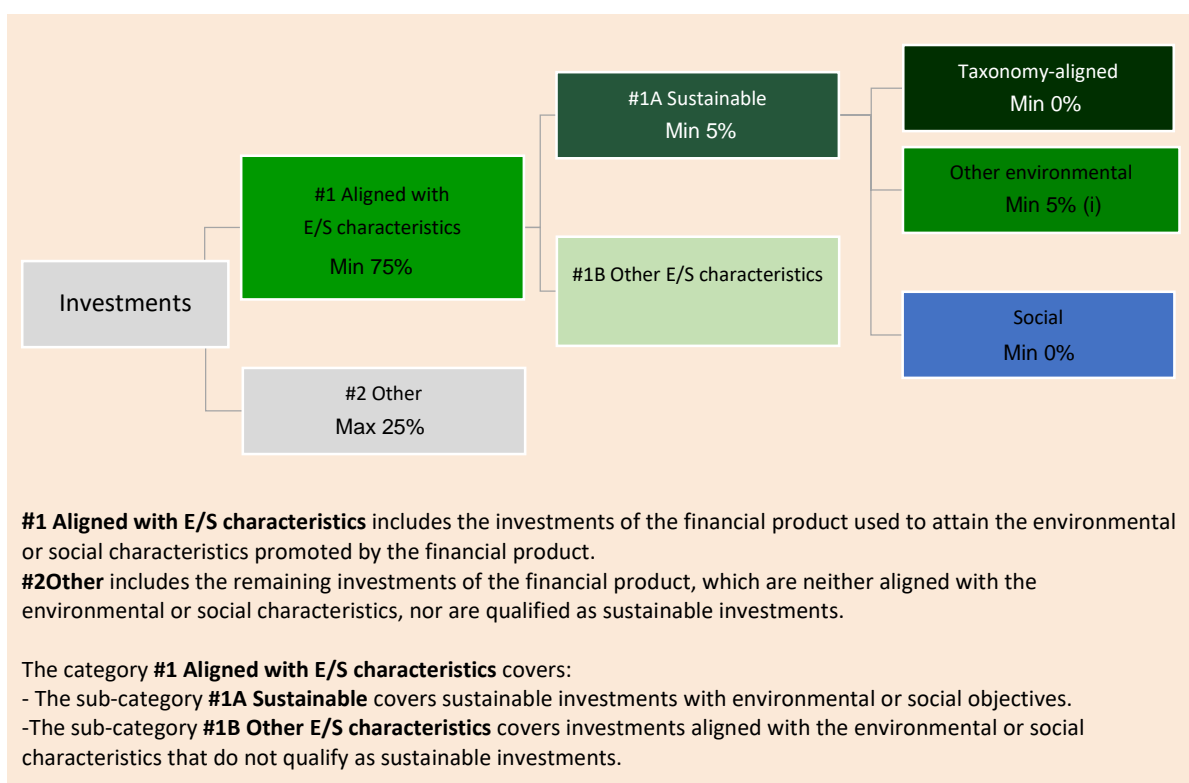 Investments
#1 Aligned with
E/S characteristics
Min 75%
#2 Other
Max 25%
#1A Sustainable
Min 5%
#1B Other E/S characteristics
Taxonomy-aligned
Min 0%
Other environmental
Min 5% (i)
Social
Min 0%
#1 Aligned with E/S characteristics includes the investments of the financial product used to attain the environmental
or social characteristics promoted by the financial product.
#2Other includes the remaining investments of the financial product, which are neither aligned with the
environmental or social characteristics, nor are qualified as sustainable investments.
The category #1 Aligned with E/S characteristics covers:
- The sub-category #1A Sustainable covers sustainable investments with environmental or social objectives.
-The sub-category #1B Other E/S characteristics covers investments aligned with the environmental or social
characteristics that do not qualify as sustainable investments.